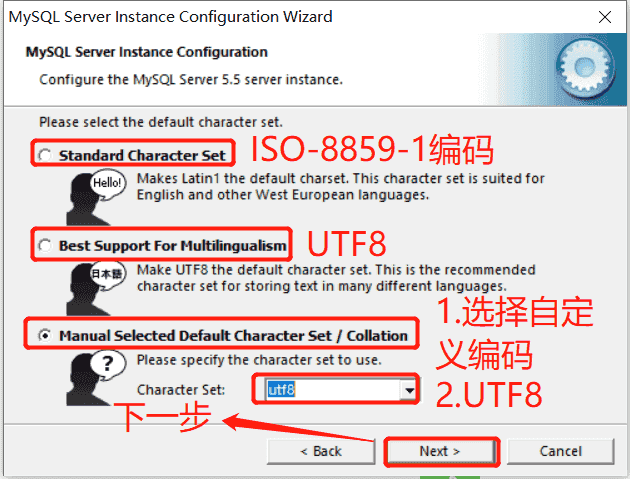 MySQL Server Instance Configuration Wizard
MySQL Server Instance Configuration
Configure the MySQL Server 5.5 server instance.
Please select the default character set.
Standard Character Set
ISO-8859-1编码
Hello!
Makes Latin1 the default charset. This character set is suited for
English and other West European languages.
Best Support For Multilingualism
UTF8
日本語
Make UTF8 the default character set. This is the recommended
character set for storing text in many different languages.
Manual Selected Default Character Set / Collation
1.选择自定
义编码
2.UTF8
?
Please specify the character set to use.
Character Set:
utf8
下一步
< Back
Next >
Cancel